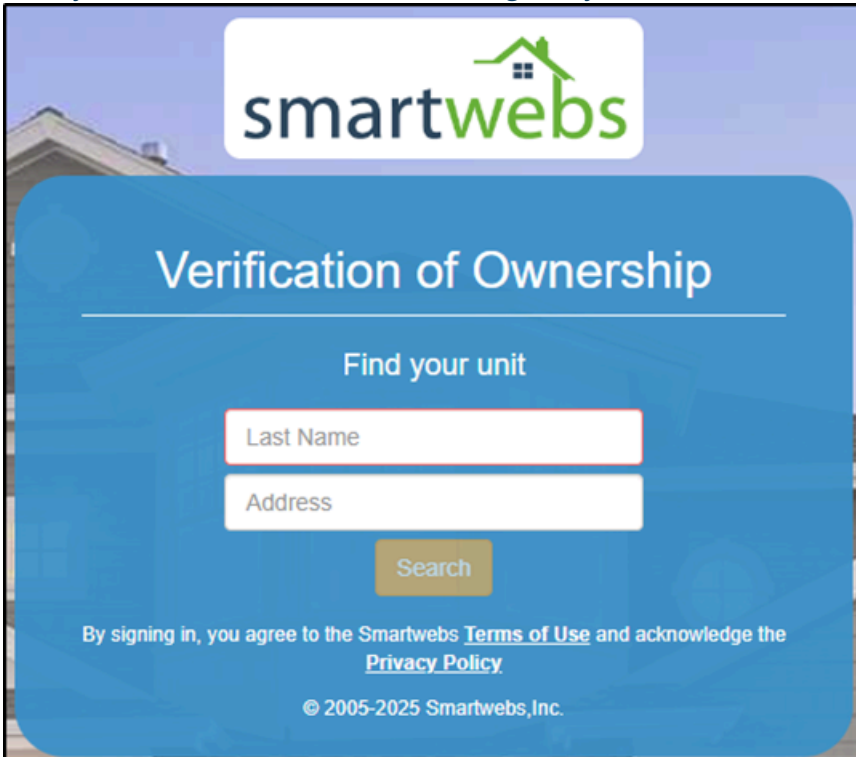 smartwebs
Verification of Ownership
Find your unit
Last Name
Address
Search
By signing in, you agree to the Smartwebs Terms of Use and acknowledge the
Privacy Policy
© 2005-2025 Smartwebs,Inc.